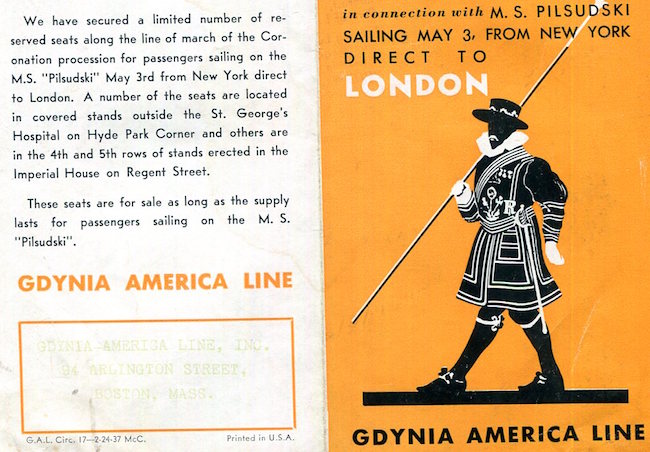 We have secured a limited number of re-
served seats along the line of march of the Cor-
onation procession for passengers sailing on the
M.S. "Pilsudski" May 3rd from New York direct
to London. A number of the seats are located
in covered stands outside the St. George's
Hospital on Hyde Park Corner and others are
in the 4th and 5th rows of stands erected in the
Imperial House on Regent Street.
These seats are for sale as long as the supply
lasts for passengers sailing on the M. S.
"Pilsudski".
GDYNIA AMERICA LINE
GDYNIA-AMERICA LINE, INC.
94 ARLINGTON STREET,
BOSTON, MASS.
G.A.L. Circ. 17—2-24-37 McC. Printed in U.S.A.
in connection with M. S. PILSUDSKI
SAILING MAY 3, FROM NEW YORK
DIRECT TO
LONDON
R
GDYNIA AMERICA LINE